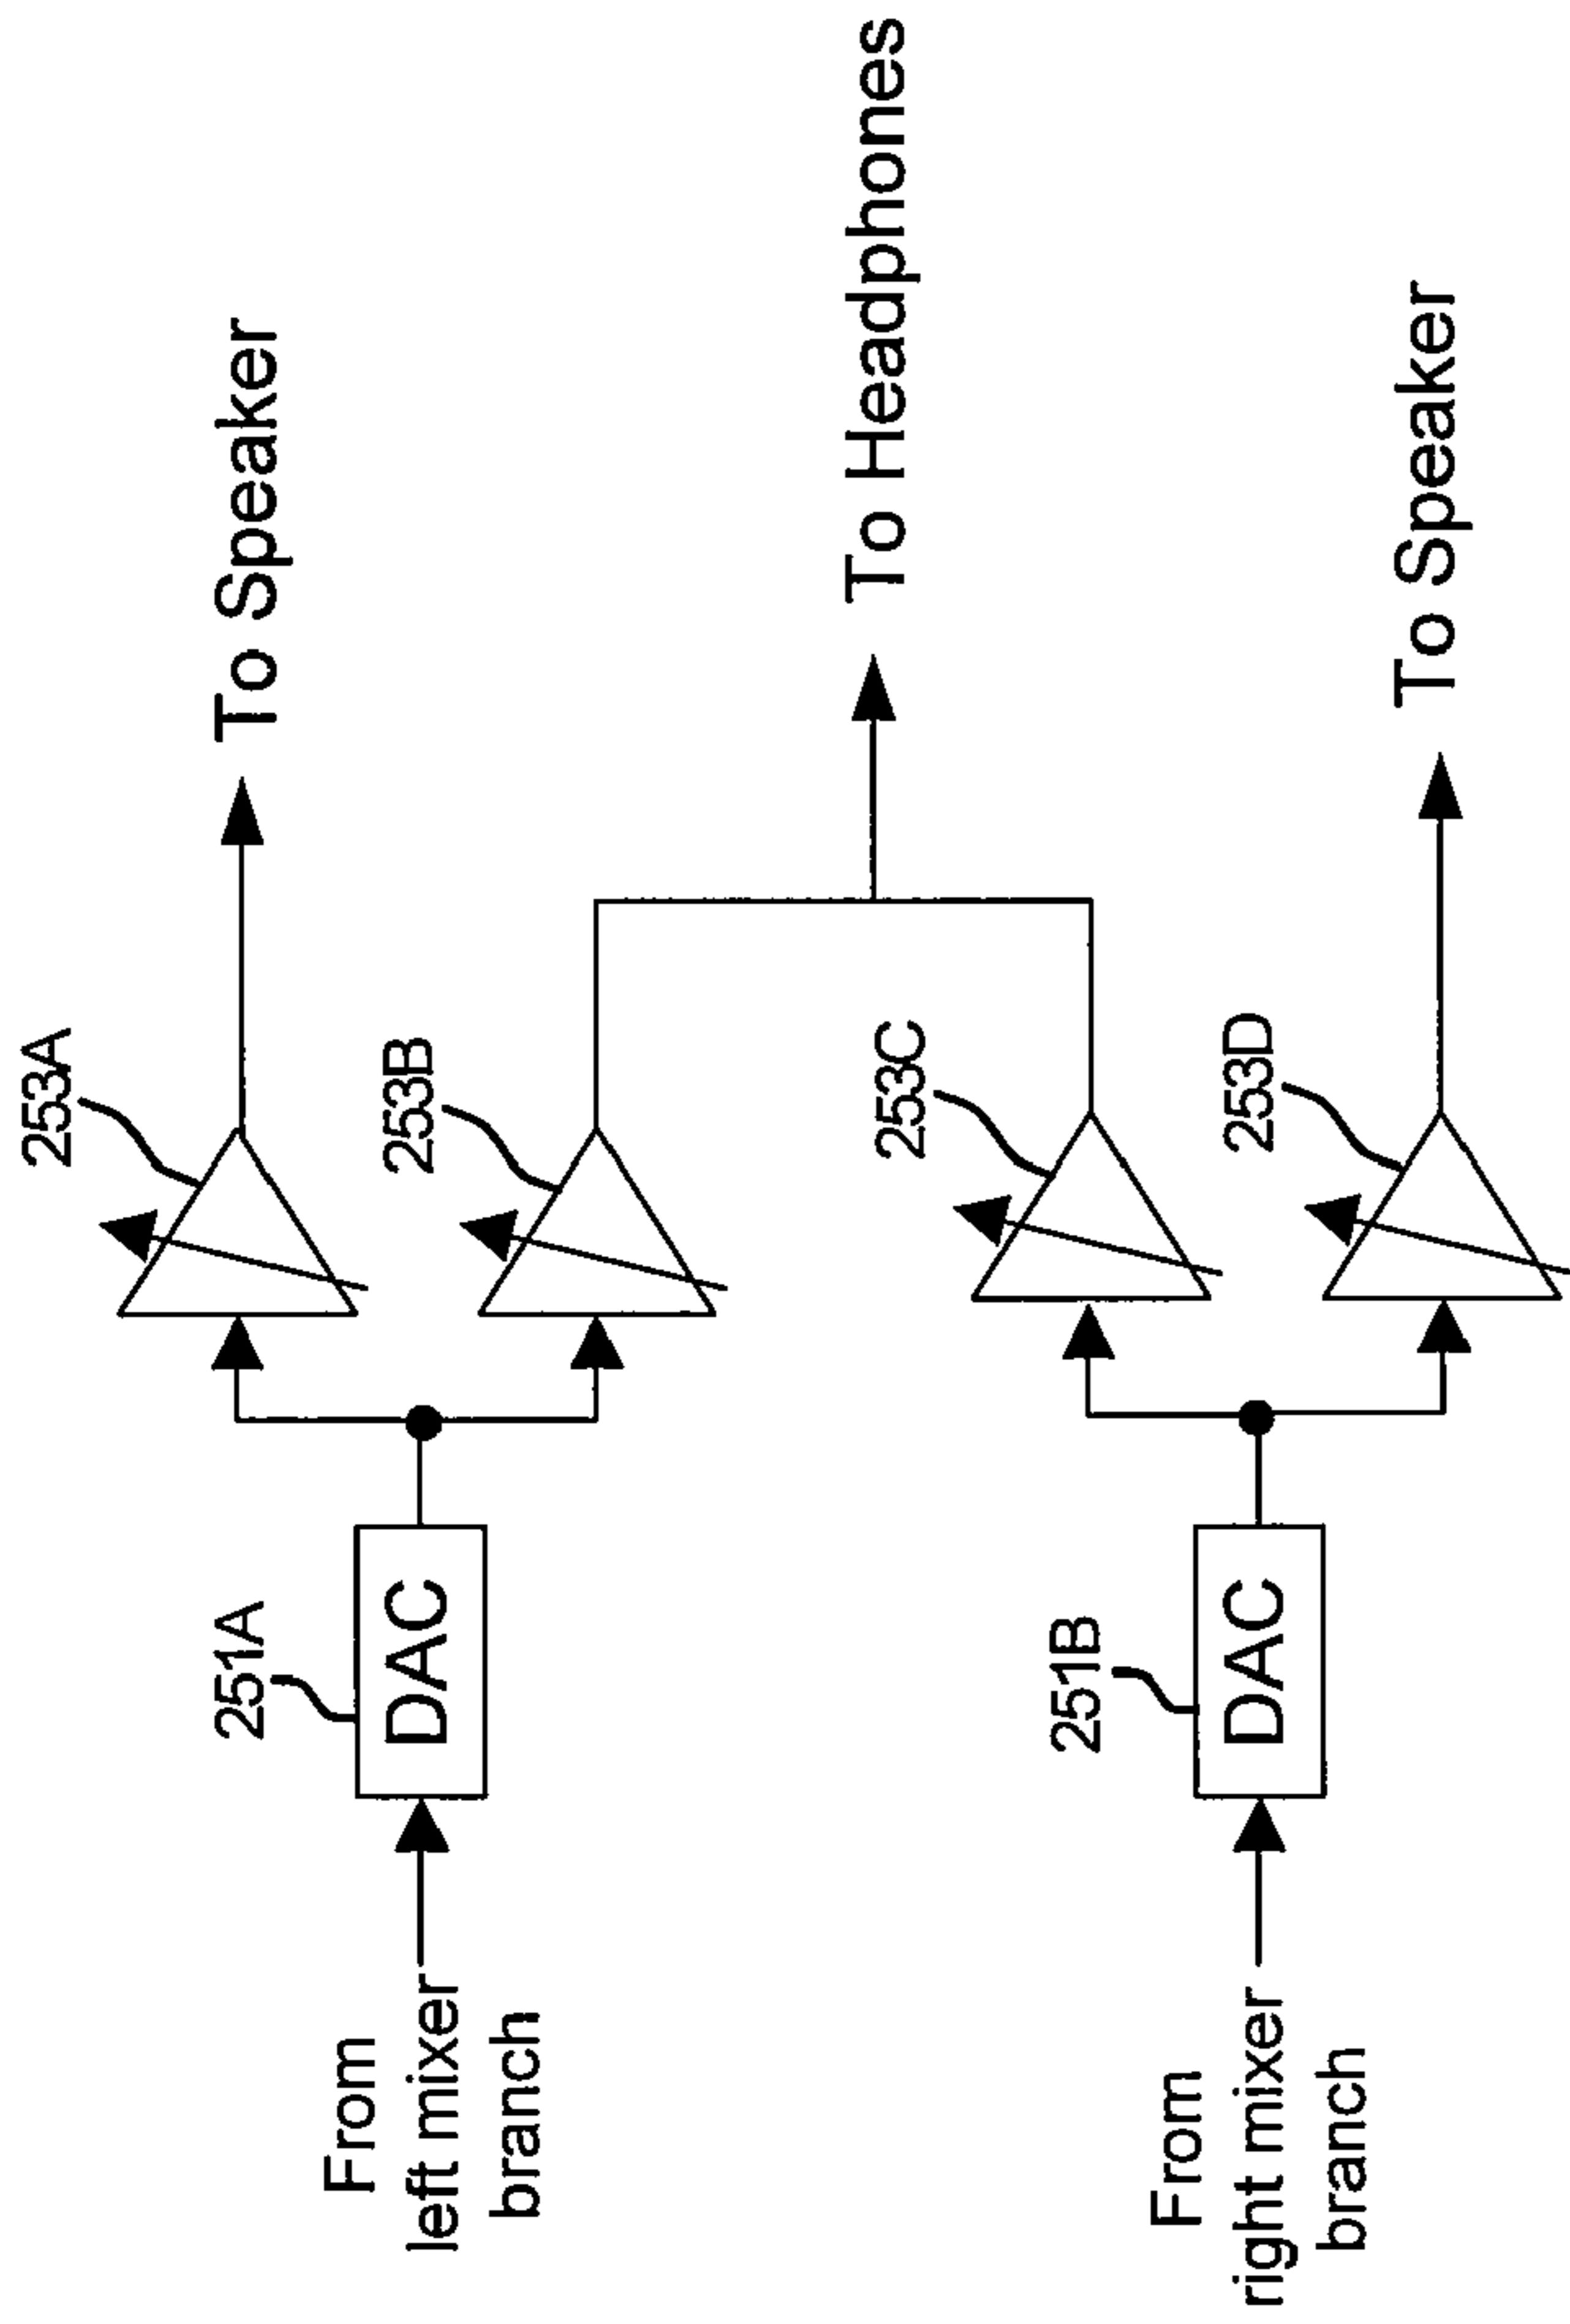 253A
To Speaker
251A
From
left mixer
branch
DAC
253B
To Headphones
253C
251B
From
right mixer
branch
DAC
253D
To Speaker